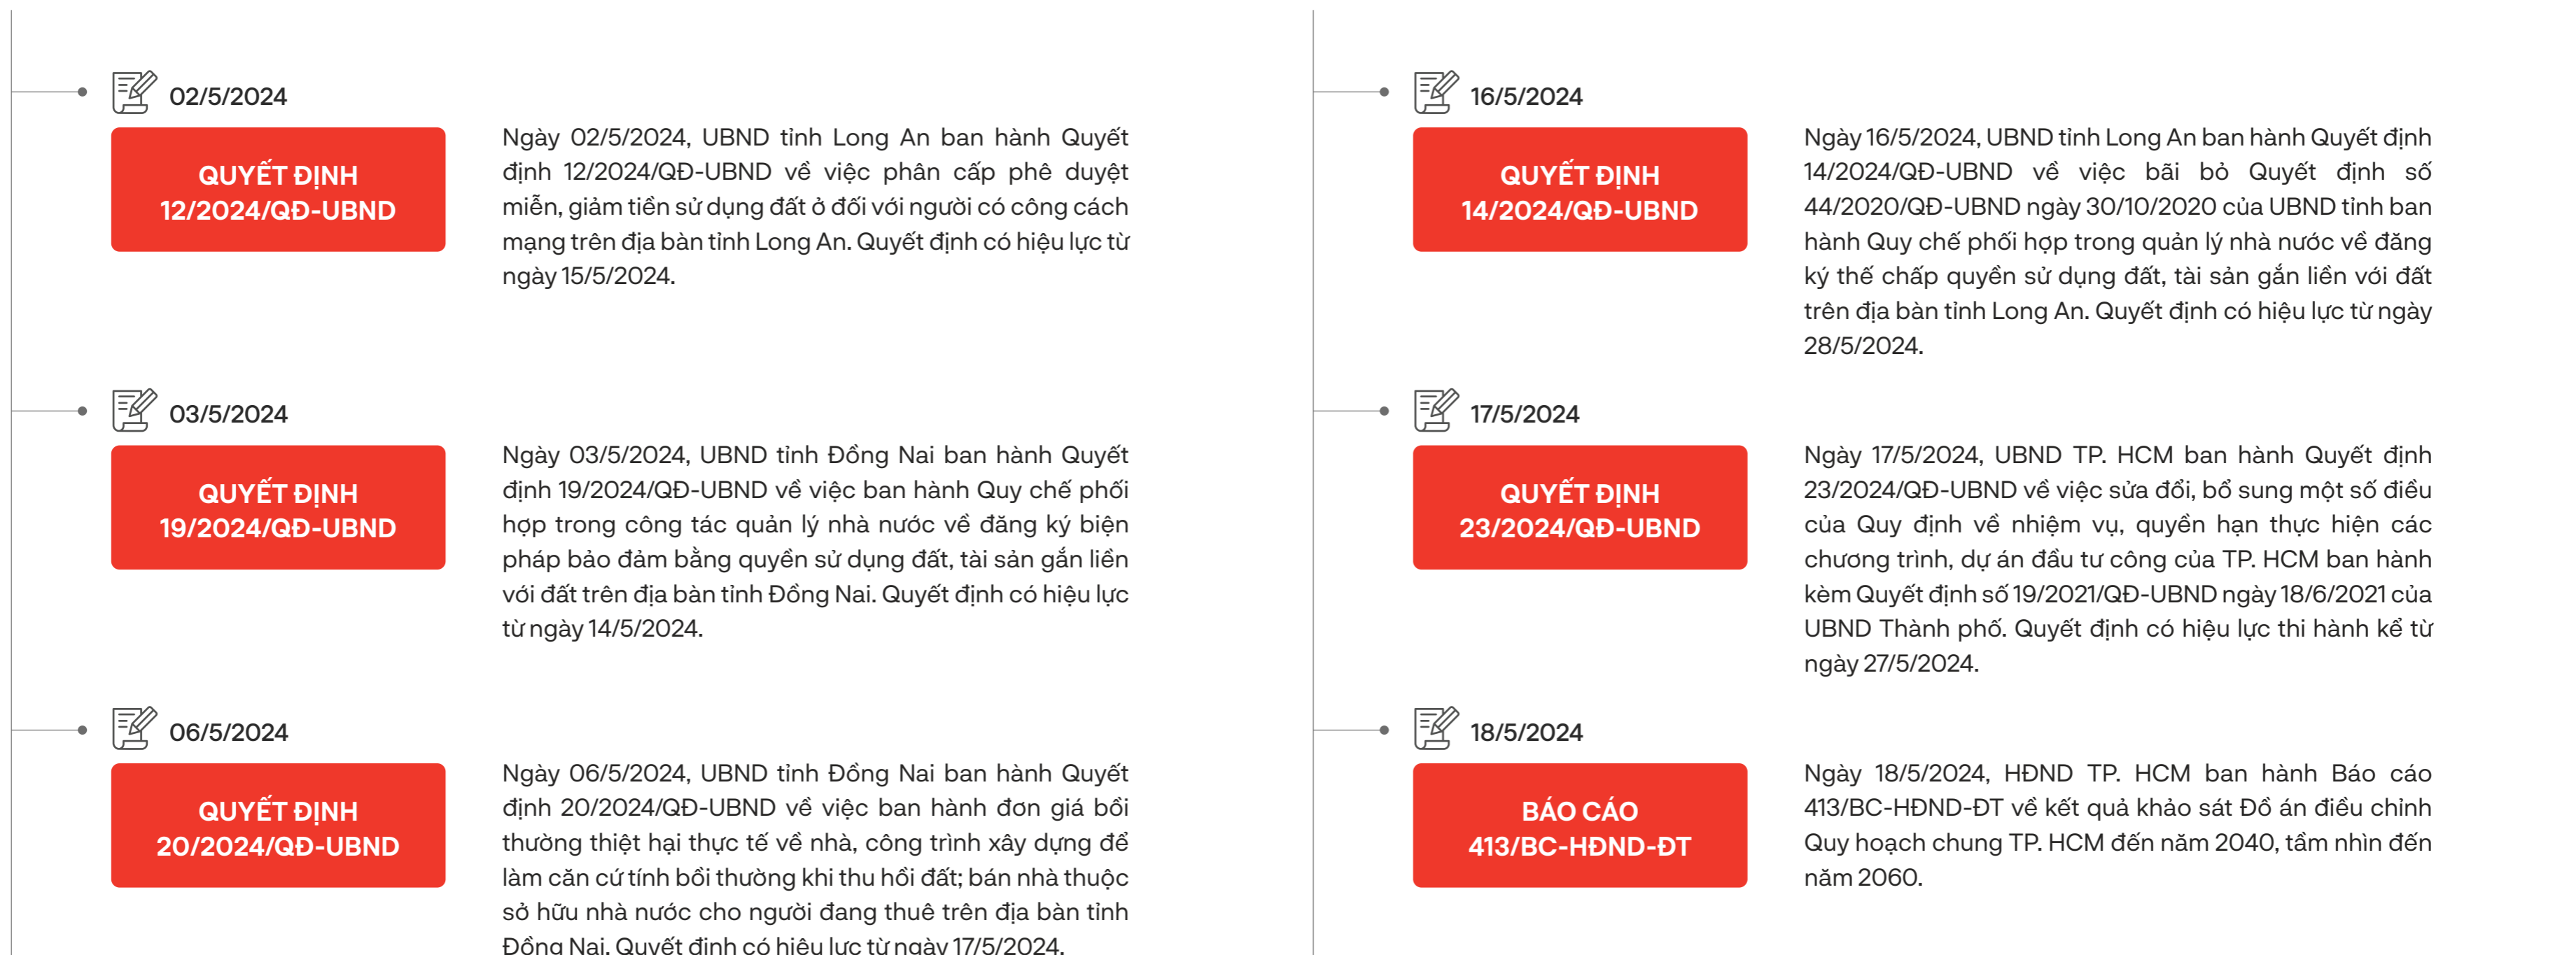 02/5/2024
QUYẾT ĐỊNH
12/2024/QĐ-UBND
Ngày 02/5/2024, UBND tỉnh Long An ban hành Quyết
định 12/2024/QĐ-UBND về việc phân cấp phê duyệt
miễn, giảm tiền sử dụng đất ở đối với người có công cách
mạng trên địa bàn tỉnh Long An. Quyết định có hiệu lực từ
ngày 15/5/2024.
03/5/2024
QUYẾT ĐỊNH
19/2024/QĐ-UBND
Ngày 03/5/2024, UBND tỉnh Đồng Nai ban hành Quyết
định 19/2024/QĐ-UBND về việc ban hành Quy chế phối
hợp trong công tác quản lý nhà nước về đăng ký biện
pháp bảo đảm bằng quyền sử dụng đất, tài sản gắn liền
với đất trên địa bàn tỉnh Đồng Nai. Quyết định có hiệu lực
từ ngày 14/5/2024.
06/5/2024
QUYẾT ĐỊNH
20/2024/QĐ-UBND
Ngày 06/5/2024, UBND tỉnh Đồng Nai ban hành Quyết
định 20/2024/QĐ-UBND về việc ban hành đơn giá bồi
thường thiệt hại thực tế về nhà, công trình xây dựng để
làm căn cứ tính bồi thường khi thu hồi đất; bán nhà thuộc
sở hữu nhà nước cho người đang thuê trên địa bàn tỉnh
Đồng Nai. Quyết định có hiệu lực từ ngày 17/5/2024.
16/5/2024
QUYẾT ĐỊNH
14/2024/QĐ-UBND
Ngày 16/5/2024, UBND tỉnh Long An ban hành Quyết định
14/2024/QĐ-UBND về việc bãi bỏ Quyết định số
44/2020/QĐ-UBND ngày 30/10/2020 của UBND tỉnh ban
hành Quy chế phối hợp trong quản lý nhà nước về đăng
ký thế chấp quyền sử dụng đất, tài sản gắn liền với đất
trên địa bàn tỉnh Long An. Quyết định có hiệu lực từ ngày
28/5/2024.
17/5/2024
QUYẾT ĐỊNH
23/2024/QĐ-UBND
Ngày 17/5/2024, UBND TP. HCM ban hành Quyết định
23/2024/QĐ-UBND về việc sửa đổi, bổ sung một số điều
của Quy định về nhiệm vụ, quyền hạn thực hiện các
chương trình, dự án đầu tư công của TP. HCM ban hành
kèm Quyết định số 19/2021/QĐ-UBND ngày 18/6/2021 của
UBND Thành phố. Quyết định có hiệu lực thi hành kể từ
ngày 27/5/2024.
18/5/2024
BÁO CÁO
413/BC-HĐND-ĐT
Ngày 18/5/2024, HĐND TP. HCM ban hành Báo cáo
413/BC-HĐND-ĐT về kết quả khảo sát Đồ án điều chỉnh
Quy hoạch chung TP. HCM đến năm 2040, tầm nhìn đến
năm 2060.